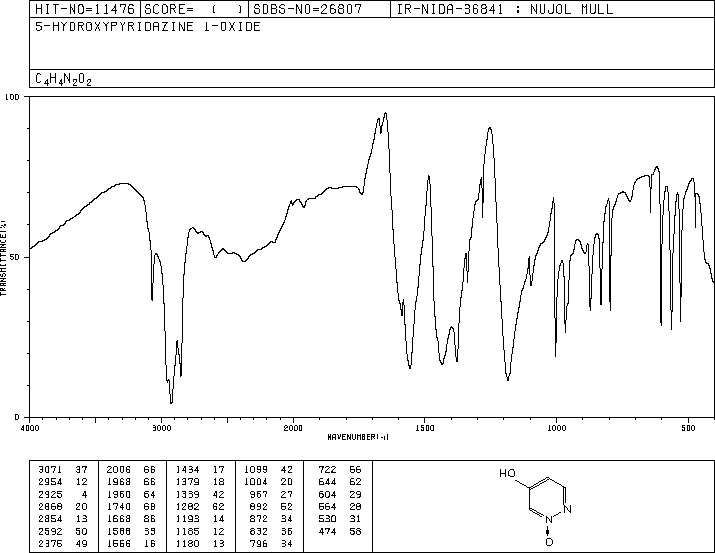 HIT-NO=11476 SCORE= ( ) SDBS-NO=26807 IR-NIDA-36841 : NUJOL MULL
5-HYDROXYPYRIDAZINE 1-OXIDE
C4H4N2O2
100
TRANSMITTANCE(%)
50
0
4000 3000 2000 1500 1000 500
WAVENUMBER(-1)
3071 37 2006 66 1434 17 1099 42 722 66
2954 12 1968 66 1379 18 1004 20 644 62
2925 4 1960 64 1339 42 967 27 604 29
2868 20 1740 68 1282 62 892 52 564 28
2854 13 1668 86 1193 14 872 34 530 31
2592 50 1588 39 1185 12 832 36 474 58
2376 49 1566 16 1180 13 796 34
HO
N
N
O